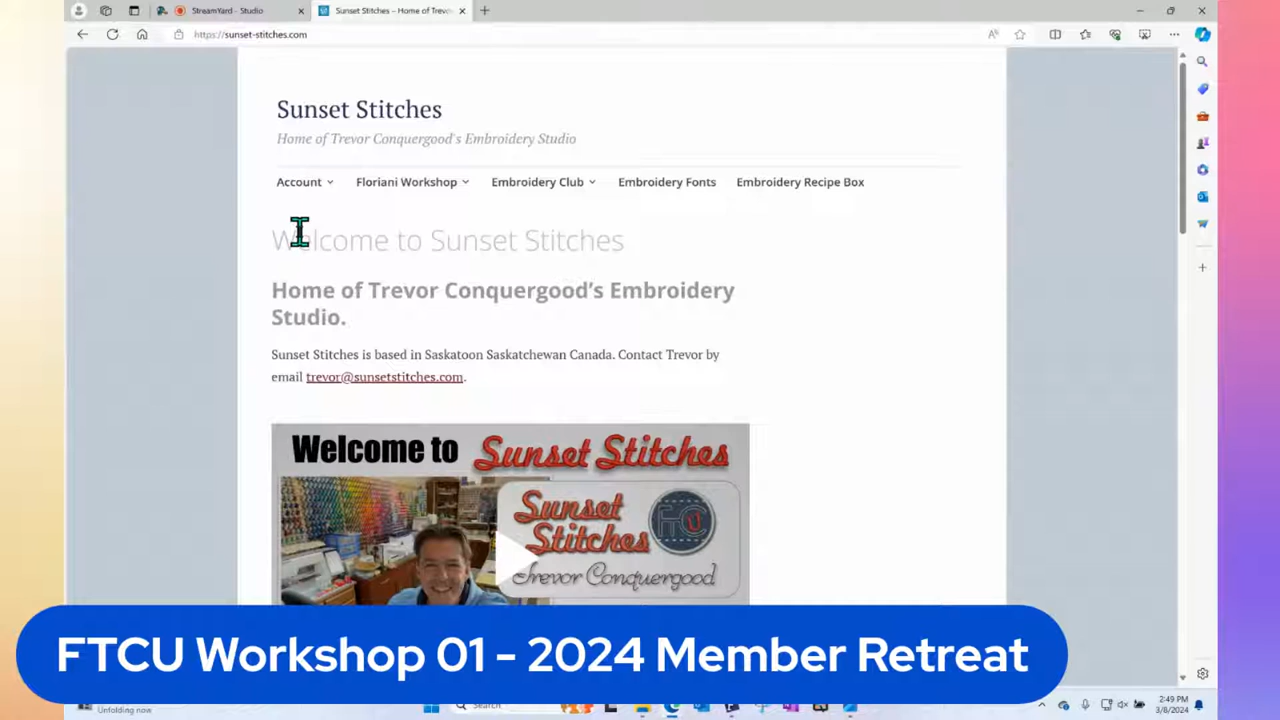 StreamYard - Studio
Sunset Stitches – Home of Trevo
https://sunset-stitches.com
Sunset Stitches
Home of Trevor Conquergood's Embroidery Studio
Account Floriani Workshop Embroidery Club Embroidery Fonts Embroidery Recipe Box
Welcome to Sunset Stitches
Home of Trevor Conquergood's Embroidery
Studio.
Sunset Stitches is based in Saskatoon Saskatchewan Canada. Contact Trevor by
email trevor@sunsetstitches.com.
Welcome to Sunset Stitches
Sunset
Stitches
FTCU
Trevor Conquergood
FTCU Workshop 01 - 2024 Member Retreat
Unfolding now
Search
2:49 PM
3/8/2024